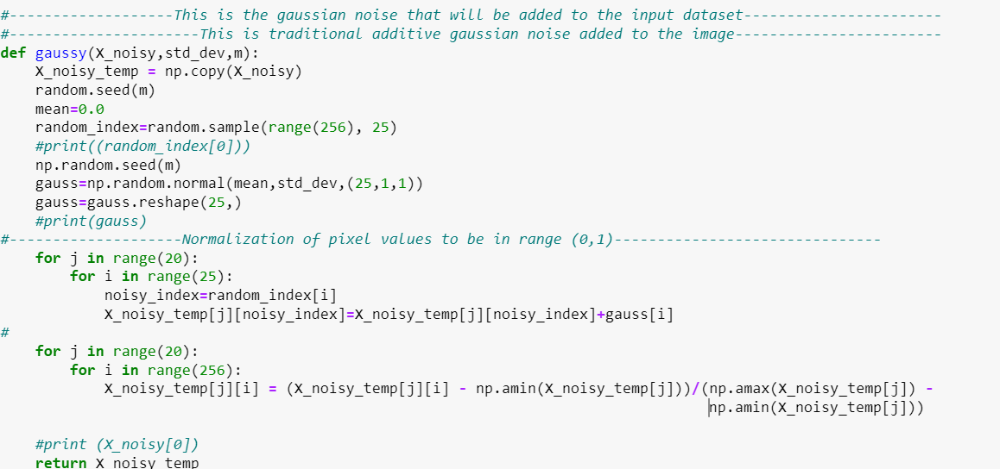 #-------------------This is the gaussian noise that will be added to the input dataset-----------------------
#----------------------This is traditional additive gaussian noise added to the image------------------------
def gaussy(X_noisy,std_dev,m):
    X_noisy_temp = np.copy(X_noisy)
    random.seed(m)
    mean=0.0
    random_index=random.sample(range(256), 25)
    #print((random_index[0]))
    np.random.seed(m)
    gauss=np.random.normal(mean,std_dev,(25,1,1))
    gauss=gauss.reshape(25,)
    #print(gauss)
#--------------------Normalization of pixel values to be in range (0,1)-------------------------------
    for j in range(20):
        for i in range(25):
            noisy_index=random_index[i]
            X_noisy_temp[j][noisy_index]=X_noisy_temp[j][noisy_index]+gauss[i]
#
    for j in range(20):
        for i in range(256):
            X_noisy_temp[j][i] = (X_noisy_temp[j][i] - np.amin(X_noisy_temp[j]))/(np.amax(X_noisy_temp[j]) -
                                                                                  np.amin(X_noisy_temp[j]))
    #print (X_noisy[0])
    return X_noisy_temp